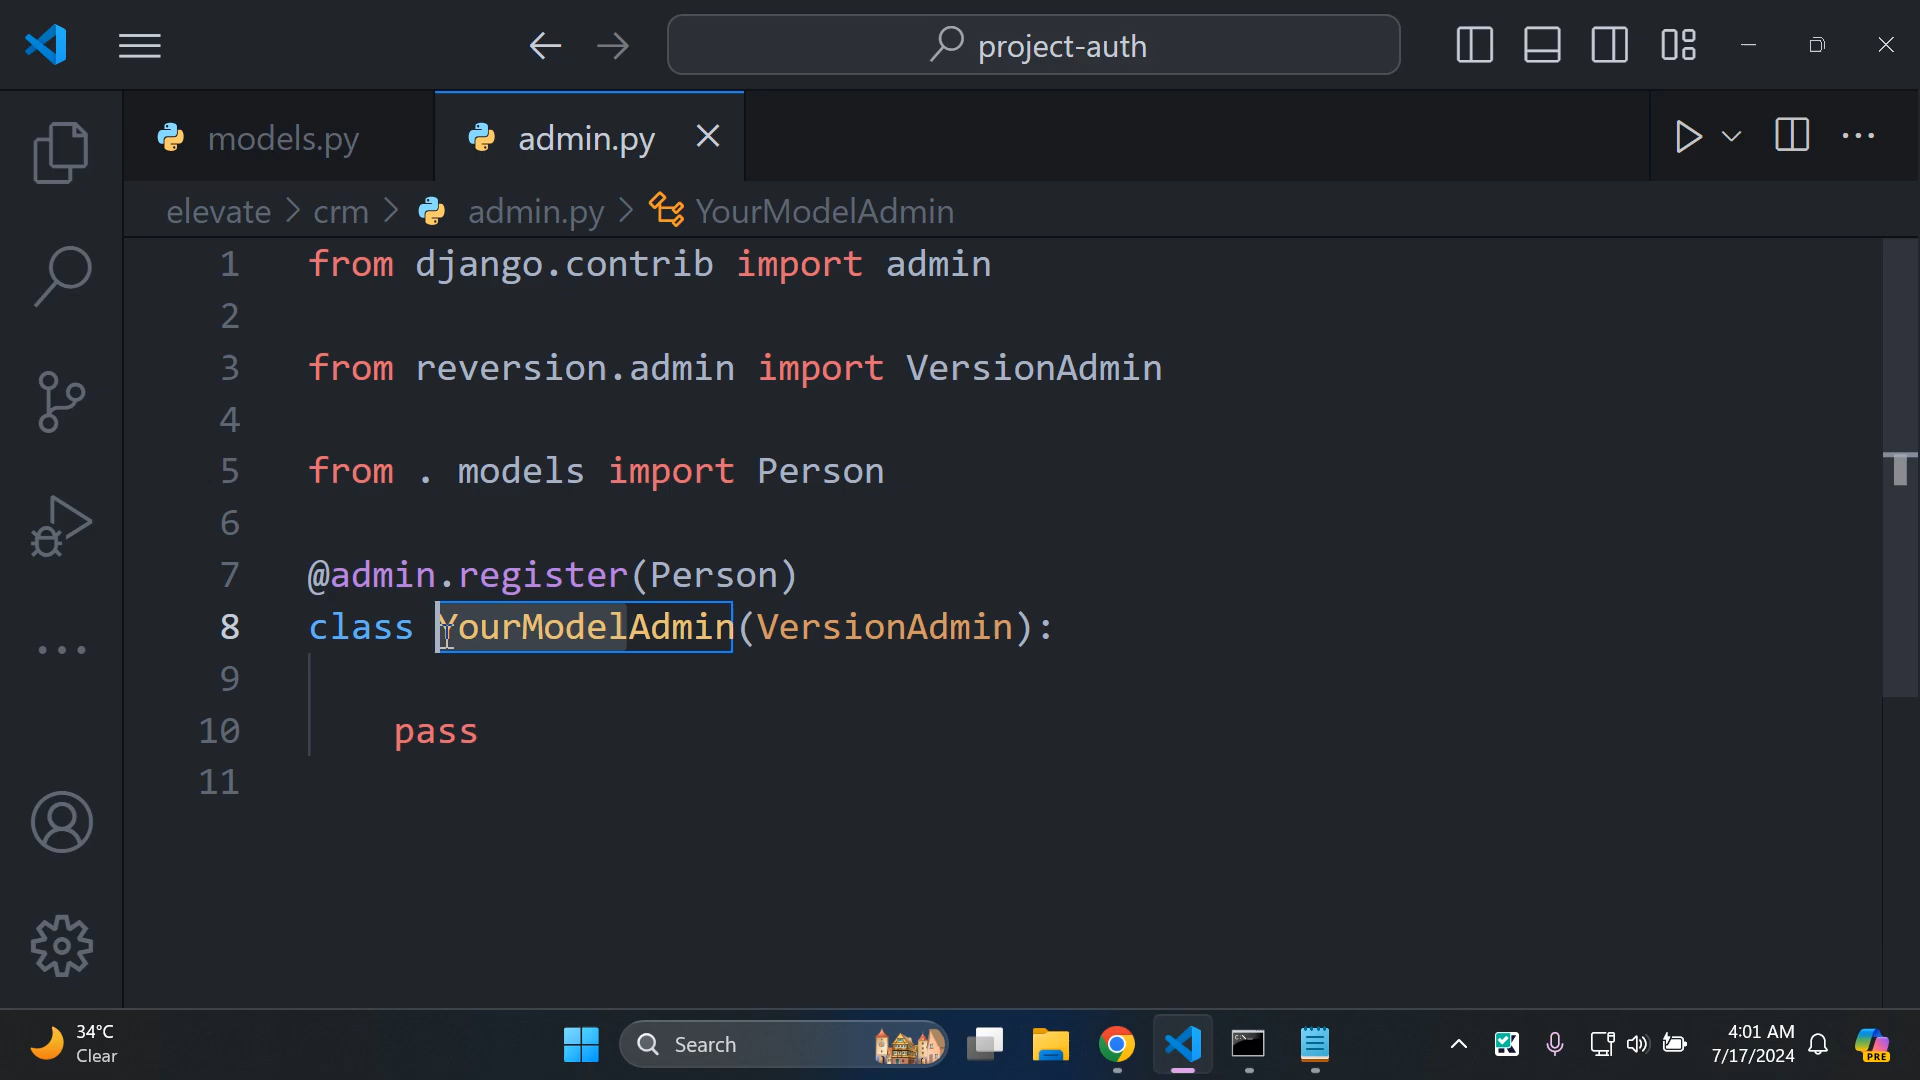 project-auth
models.py
admin.py
elevate > crm > admin.py > YourModelAdmin
1 from django.contrib import admin
2
3 from reversion.admin import VersionAdmin
4
5 from . models import Person
6
7 @admin.register(Person)
8 class YourModelAdmin(VersionAdmin):
9
10 pass
11
34°C
Clear
Search
4:01 AM
7/17/2024
PRE